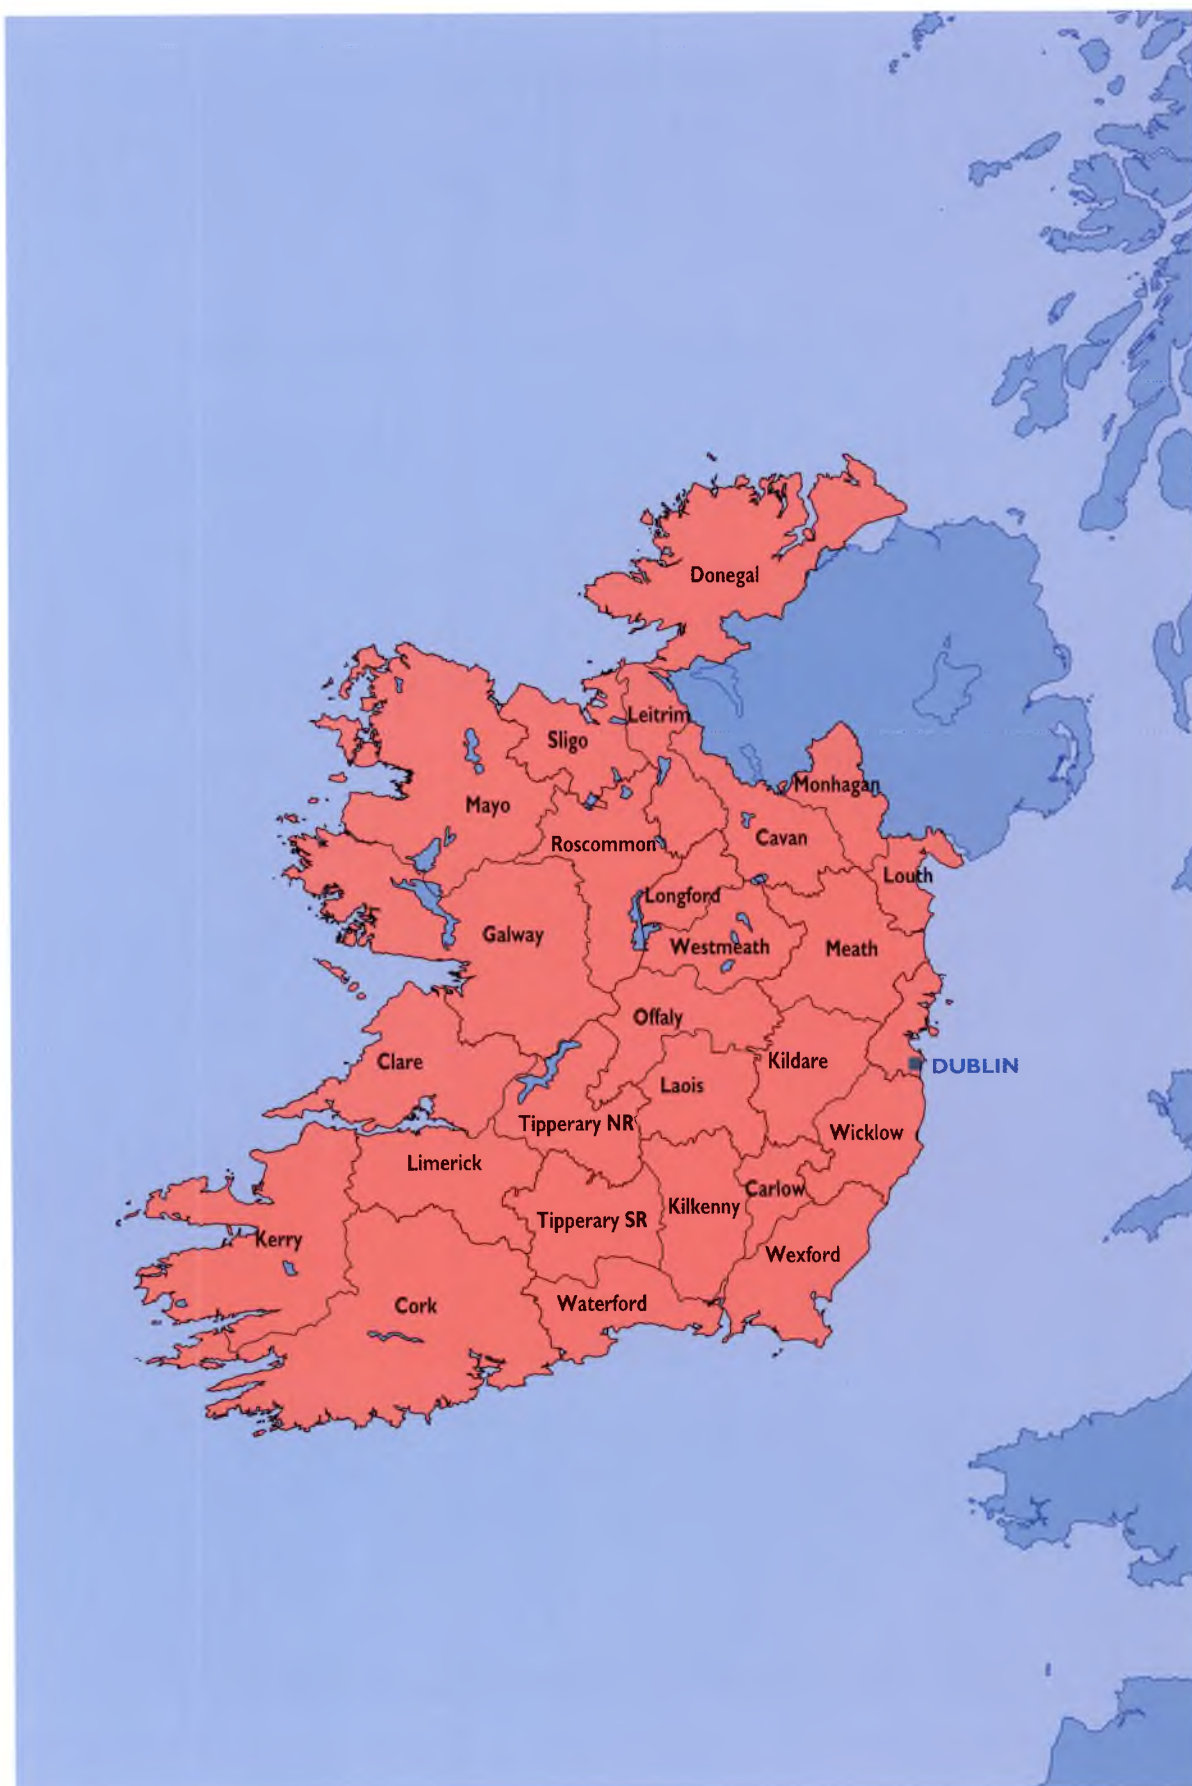 Donegal
Leitrim
Sligo
Monhagan
Mayo
Cavan
Roscommon
Louth
Longford
Galway
Westmeath
Meath
Offaly
Clare
Kildare
DUBLIN
Laois
Tipperary NR
Wicklow
Limerick
Carlow
Kilkenny
Tipperary SR
Kerry
Wexford
Waterford
Cork